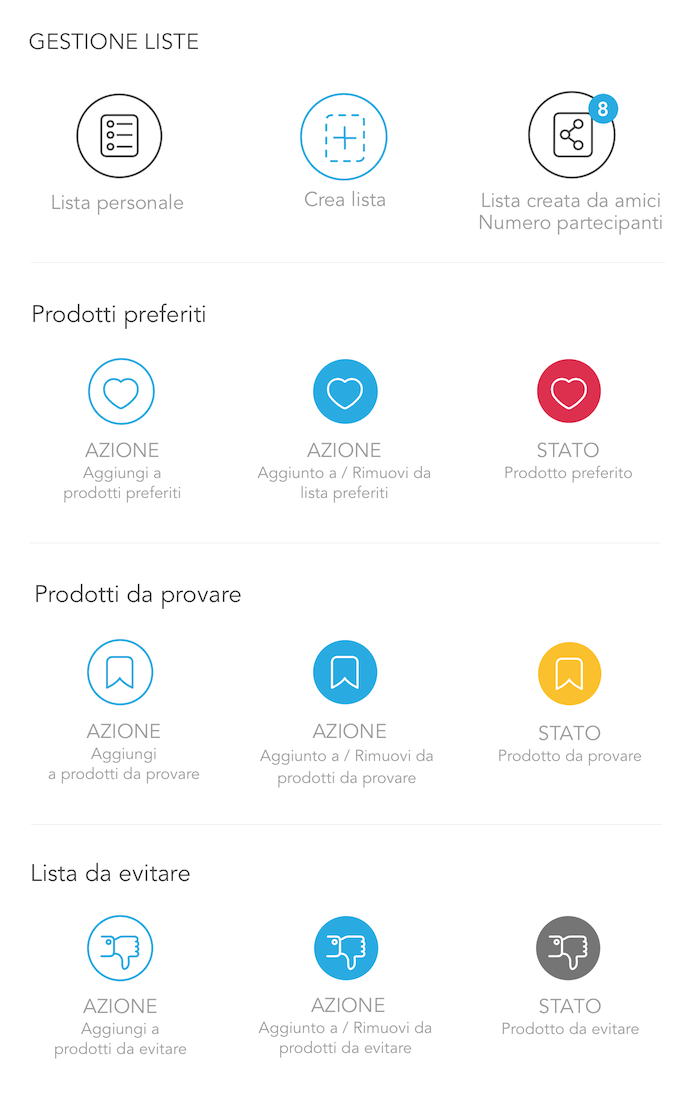 GESTIONE LISTE
8
Lista personale
Crea lista
Lista creata da amici
Numero partecipanti
Prodotti preferiti
AZIONE
Aggiungi a
prodotti preferiti
AZIONE
Aggiunto a / Rimuovi da
lista preferiti
STATO
Prodotto preferito
Prodotti da provare
AZIONE
Aggiungi
a prodotti da provare
AZIONE
Aggiunto a / Rimuovi da
prodotti da provare
STATO
Prodotto da provare
Lista da evitare
AZIONE
Aggiungi a
prodotti da evitare
AZIONE
Aggiunto a / Rimuovi da
prodotti da evitare
STATO
Prodotto da evitare